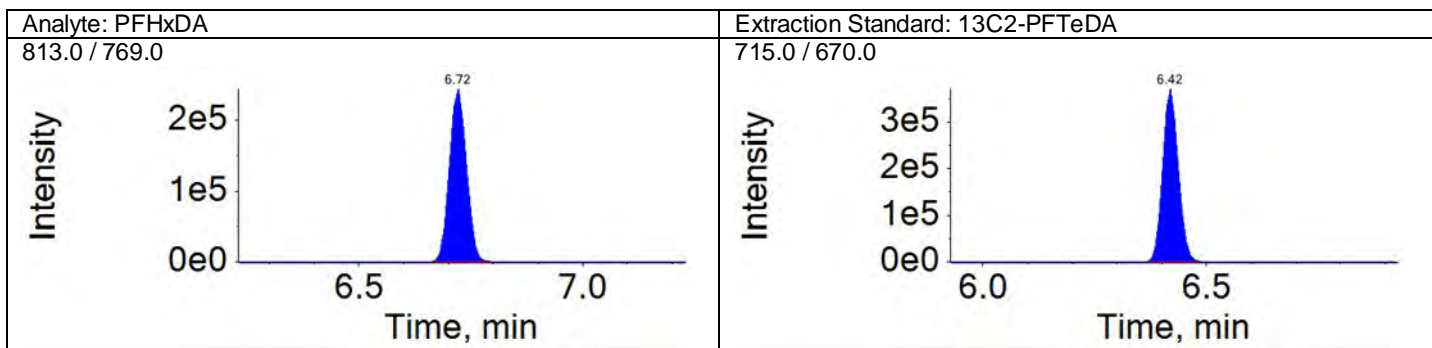 Analyte: PFHxDA
813.0 / 769.0
6.72
Intensity
2e5
1e5
0e0
6.5 7.0
Time, min
Extraction Standard: 13C2-PFTeDA
715.0 / 670.0
6.42
Intensity
3e5
2e5
1e5
0e0
6.0 6.5
Time, min